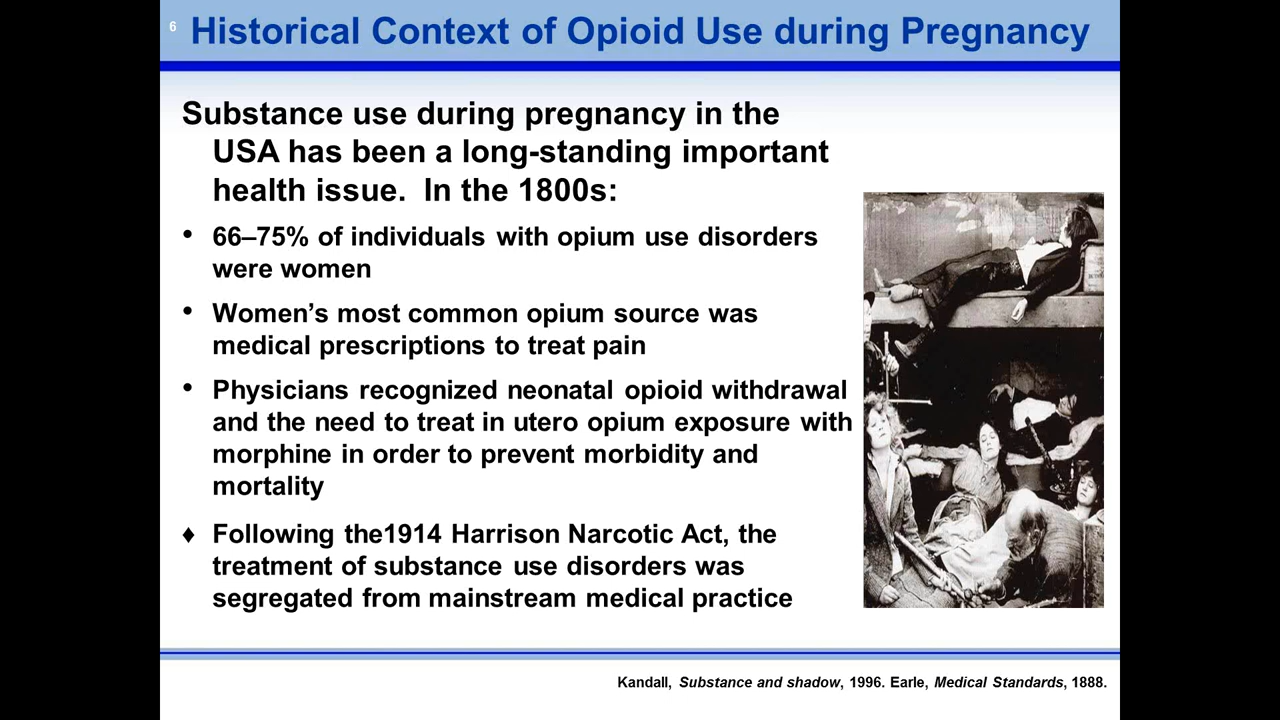 6
Historical Context of Opioid Use during Pregnancy
Substance use during pregnancy in the
USA has been a long-standing important
health issue.  In the 1800s:
• 66–75% of individuals with opium use disorders
were women
• Women’s most common opium source was
medical prescriptions to treat pain
• Physicians recognized neonatal opioid withdrawal
and the need to treat in utero opium exposure with
morphine in order to prevent morbidity and
mortality
♦ Following the1914 Harrison Narcotic Act, the
treatment of substance use disorders was
segregated from mainstream medical practice
Kandall, Substance and shadow, 1996. Earle, Medical Standards, 1888.